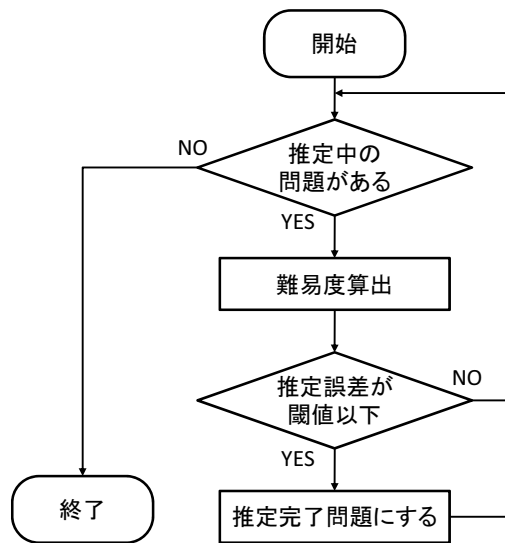 開始
NO
推定中の
問題がある
YES
難易度算出
推定誤差が
閾値以下
NO
YES
終了
推定完了問題にする